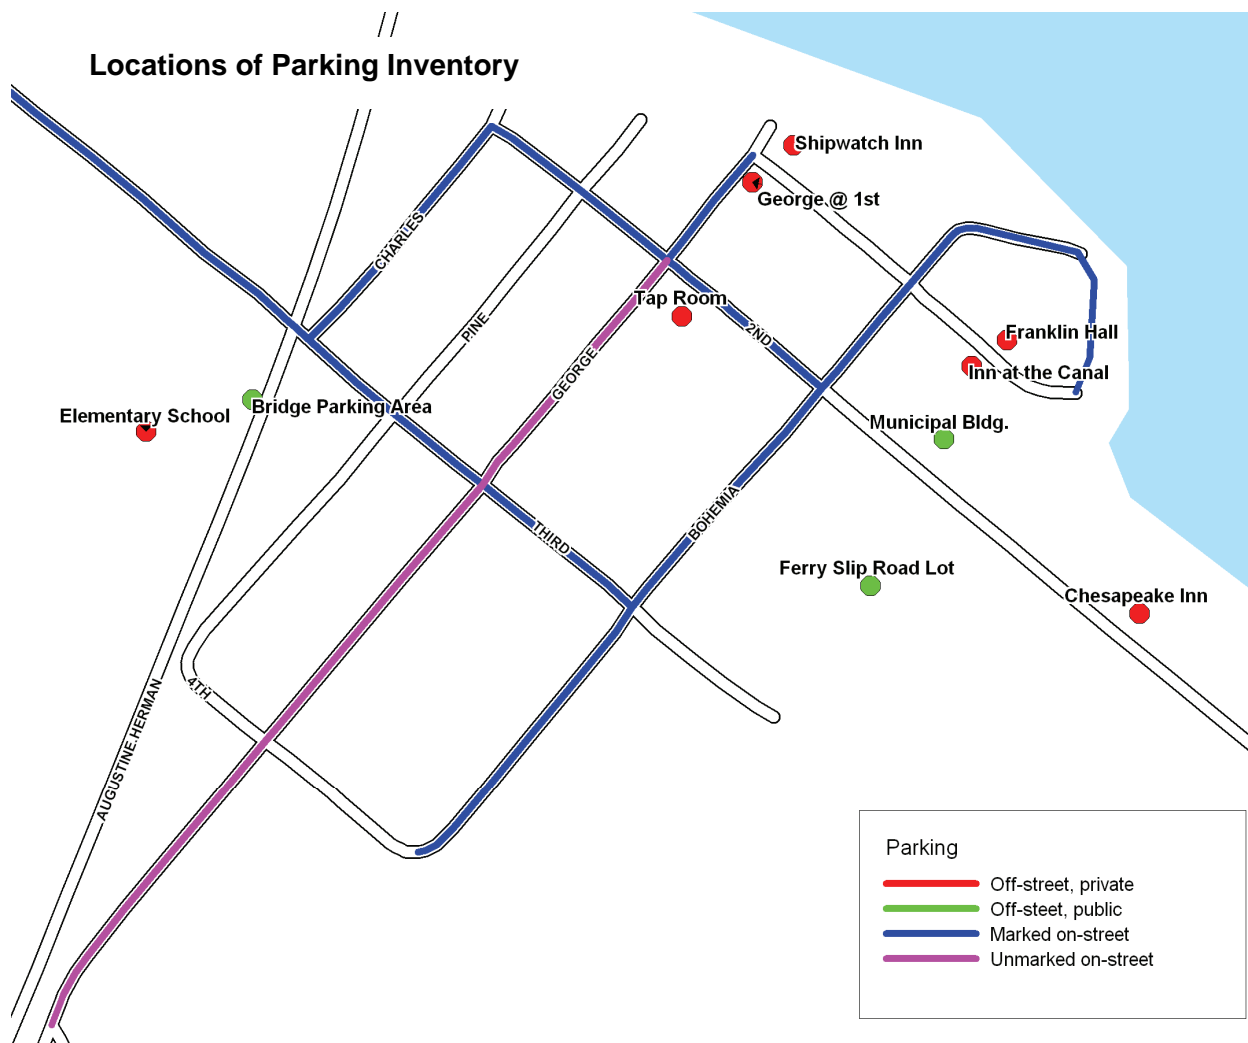 Locations of Parking Inventory
Shipwatch Inn
George @ 1st
CHARLES
Tap Room
PINE
2ND
Franklin Hall
GEORGE
Inn at the Canal
Elementary School
Bridge Parking Area
Municipal Bldg.
BOHEMIA
THIRD
Ferry Slip Road Lot
Chesapeake Inn
4TH
AUGUSTINE HERMAN
Parking
Off-street, private
Off-steet, public
Marked on-street
Unmarked on-street